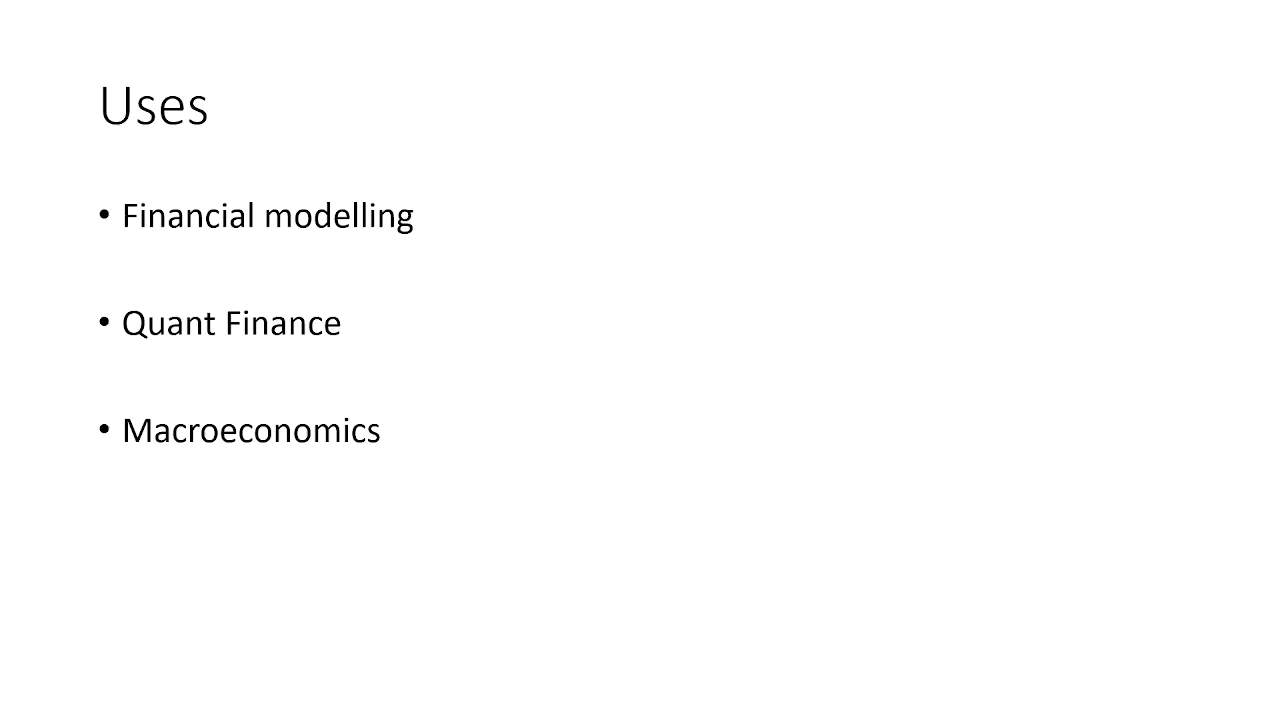 Uses
• Financial modelling
• Quant Finance
• Macroeconomics